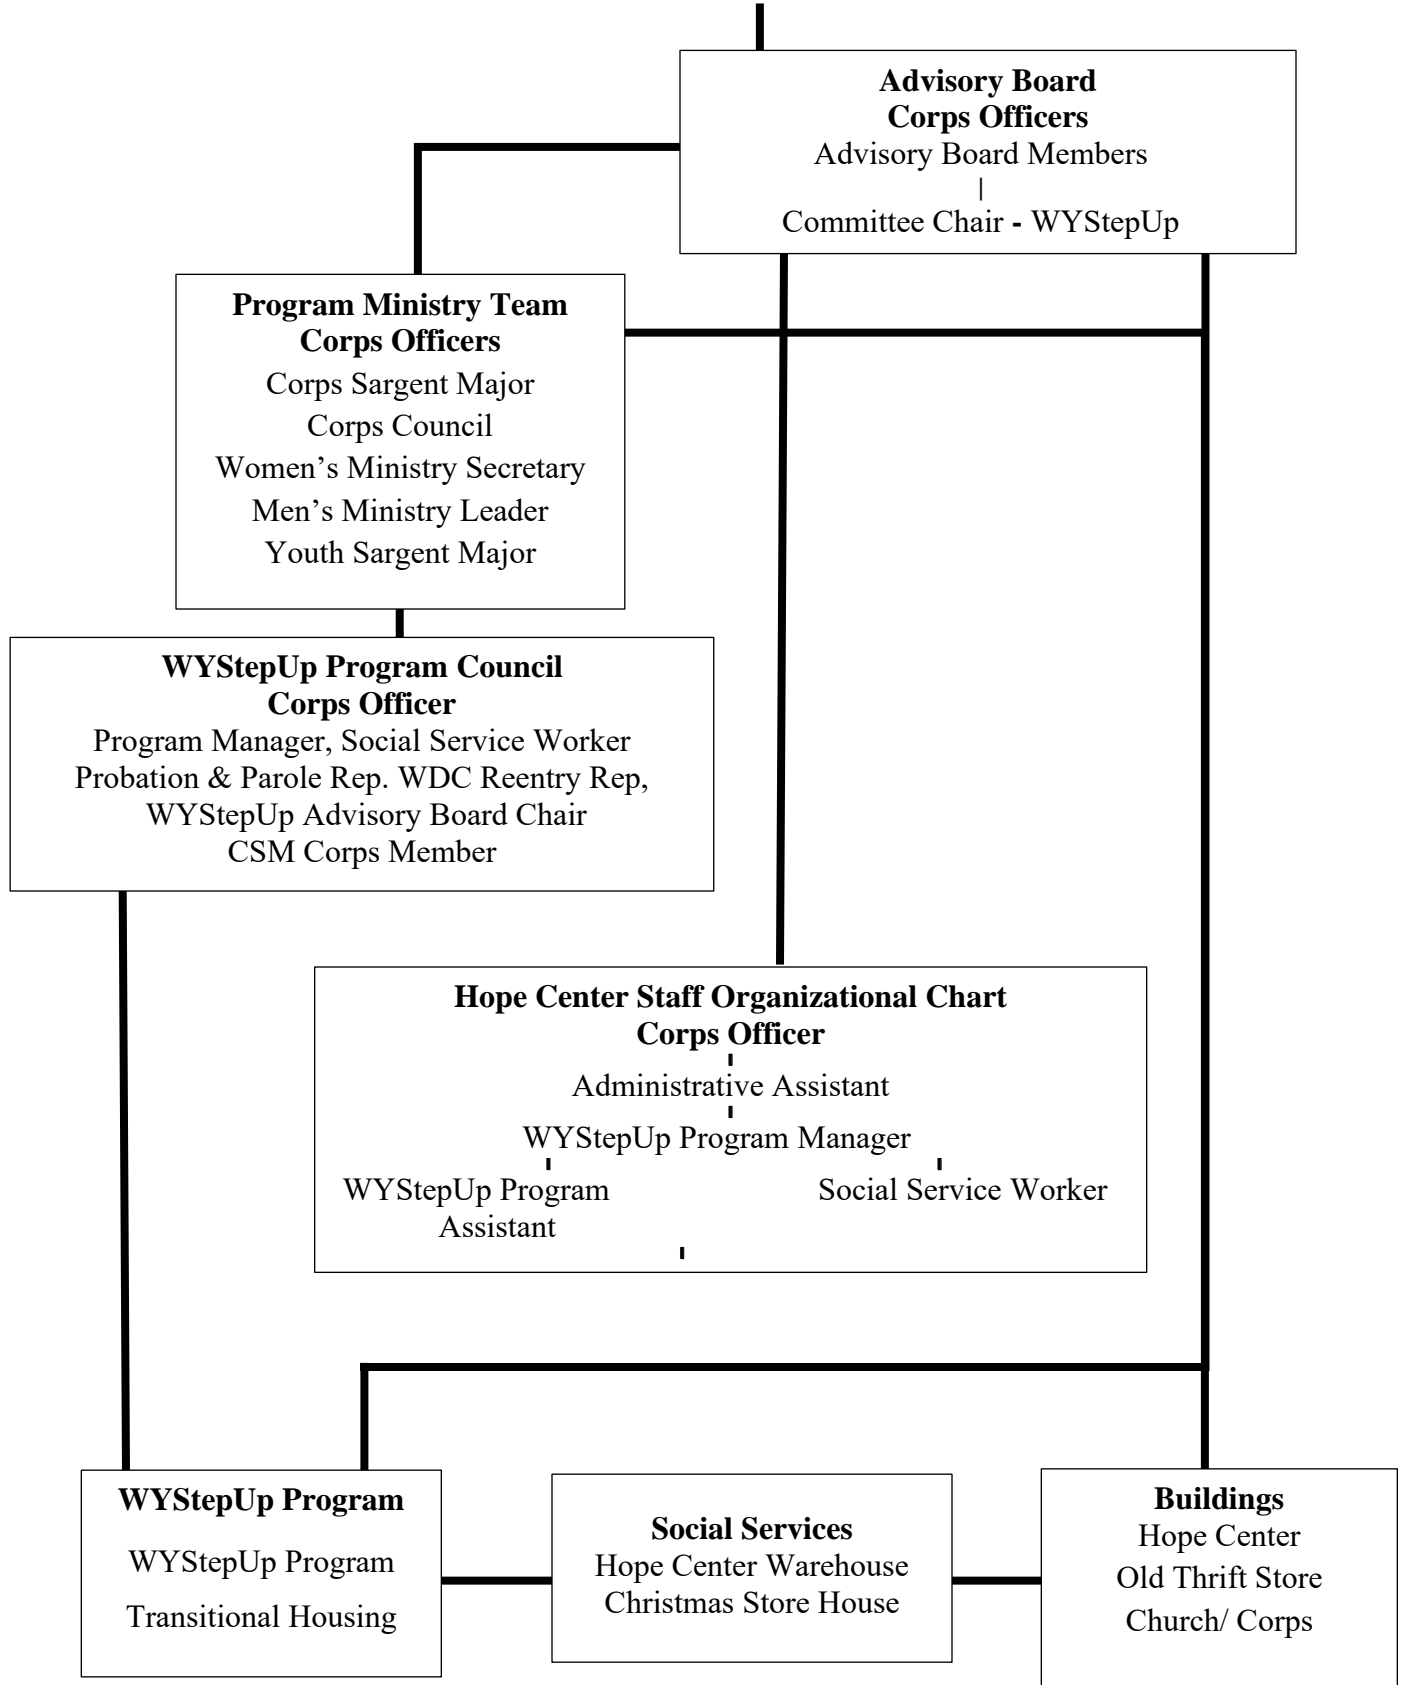 Advisory Board
Corps Officers
Advisory Board Members
|
Committee Chair - WYStepUp
Program Ministry Team
Corps Officers
Corps Sargent Major
Corps Council
Women’s Ministry Secretary
Men’s Ministry Leader
Youth Sargent Major
WYStepUp Program Council
Corps Officer
Program Manager, Social Service Worker
Probation & Parole Rep. WDC Reentry Rep,
WYStepUp Advisory Board Chair
CSM Corps Member
Hope Center Staff Organizational Chart
Corps Officer
Administrative Assistant
WYStepUp Program Manager
WYStepUp Program
Assistant
Social Service Worker
WYStepUp Program
WYStepUp Program
Transitional Housing
Social Services
Hope Center Warehouse
Christmas Store House
Buildings
Hope Center
Old Thrift Store
Church/ Corps